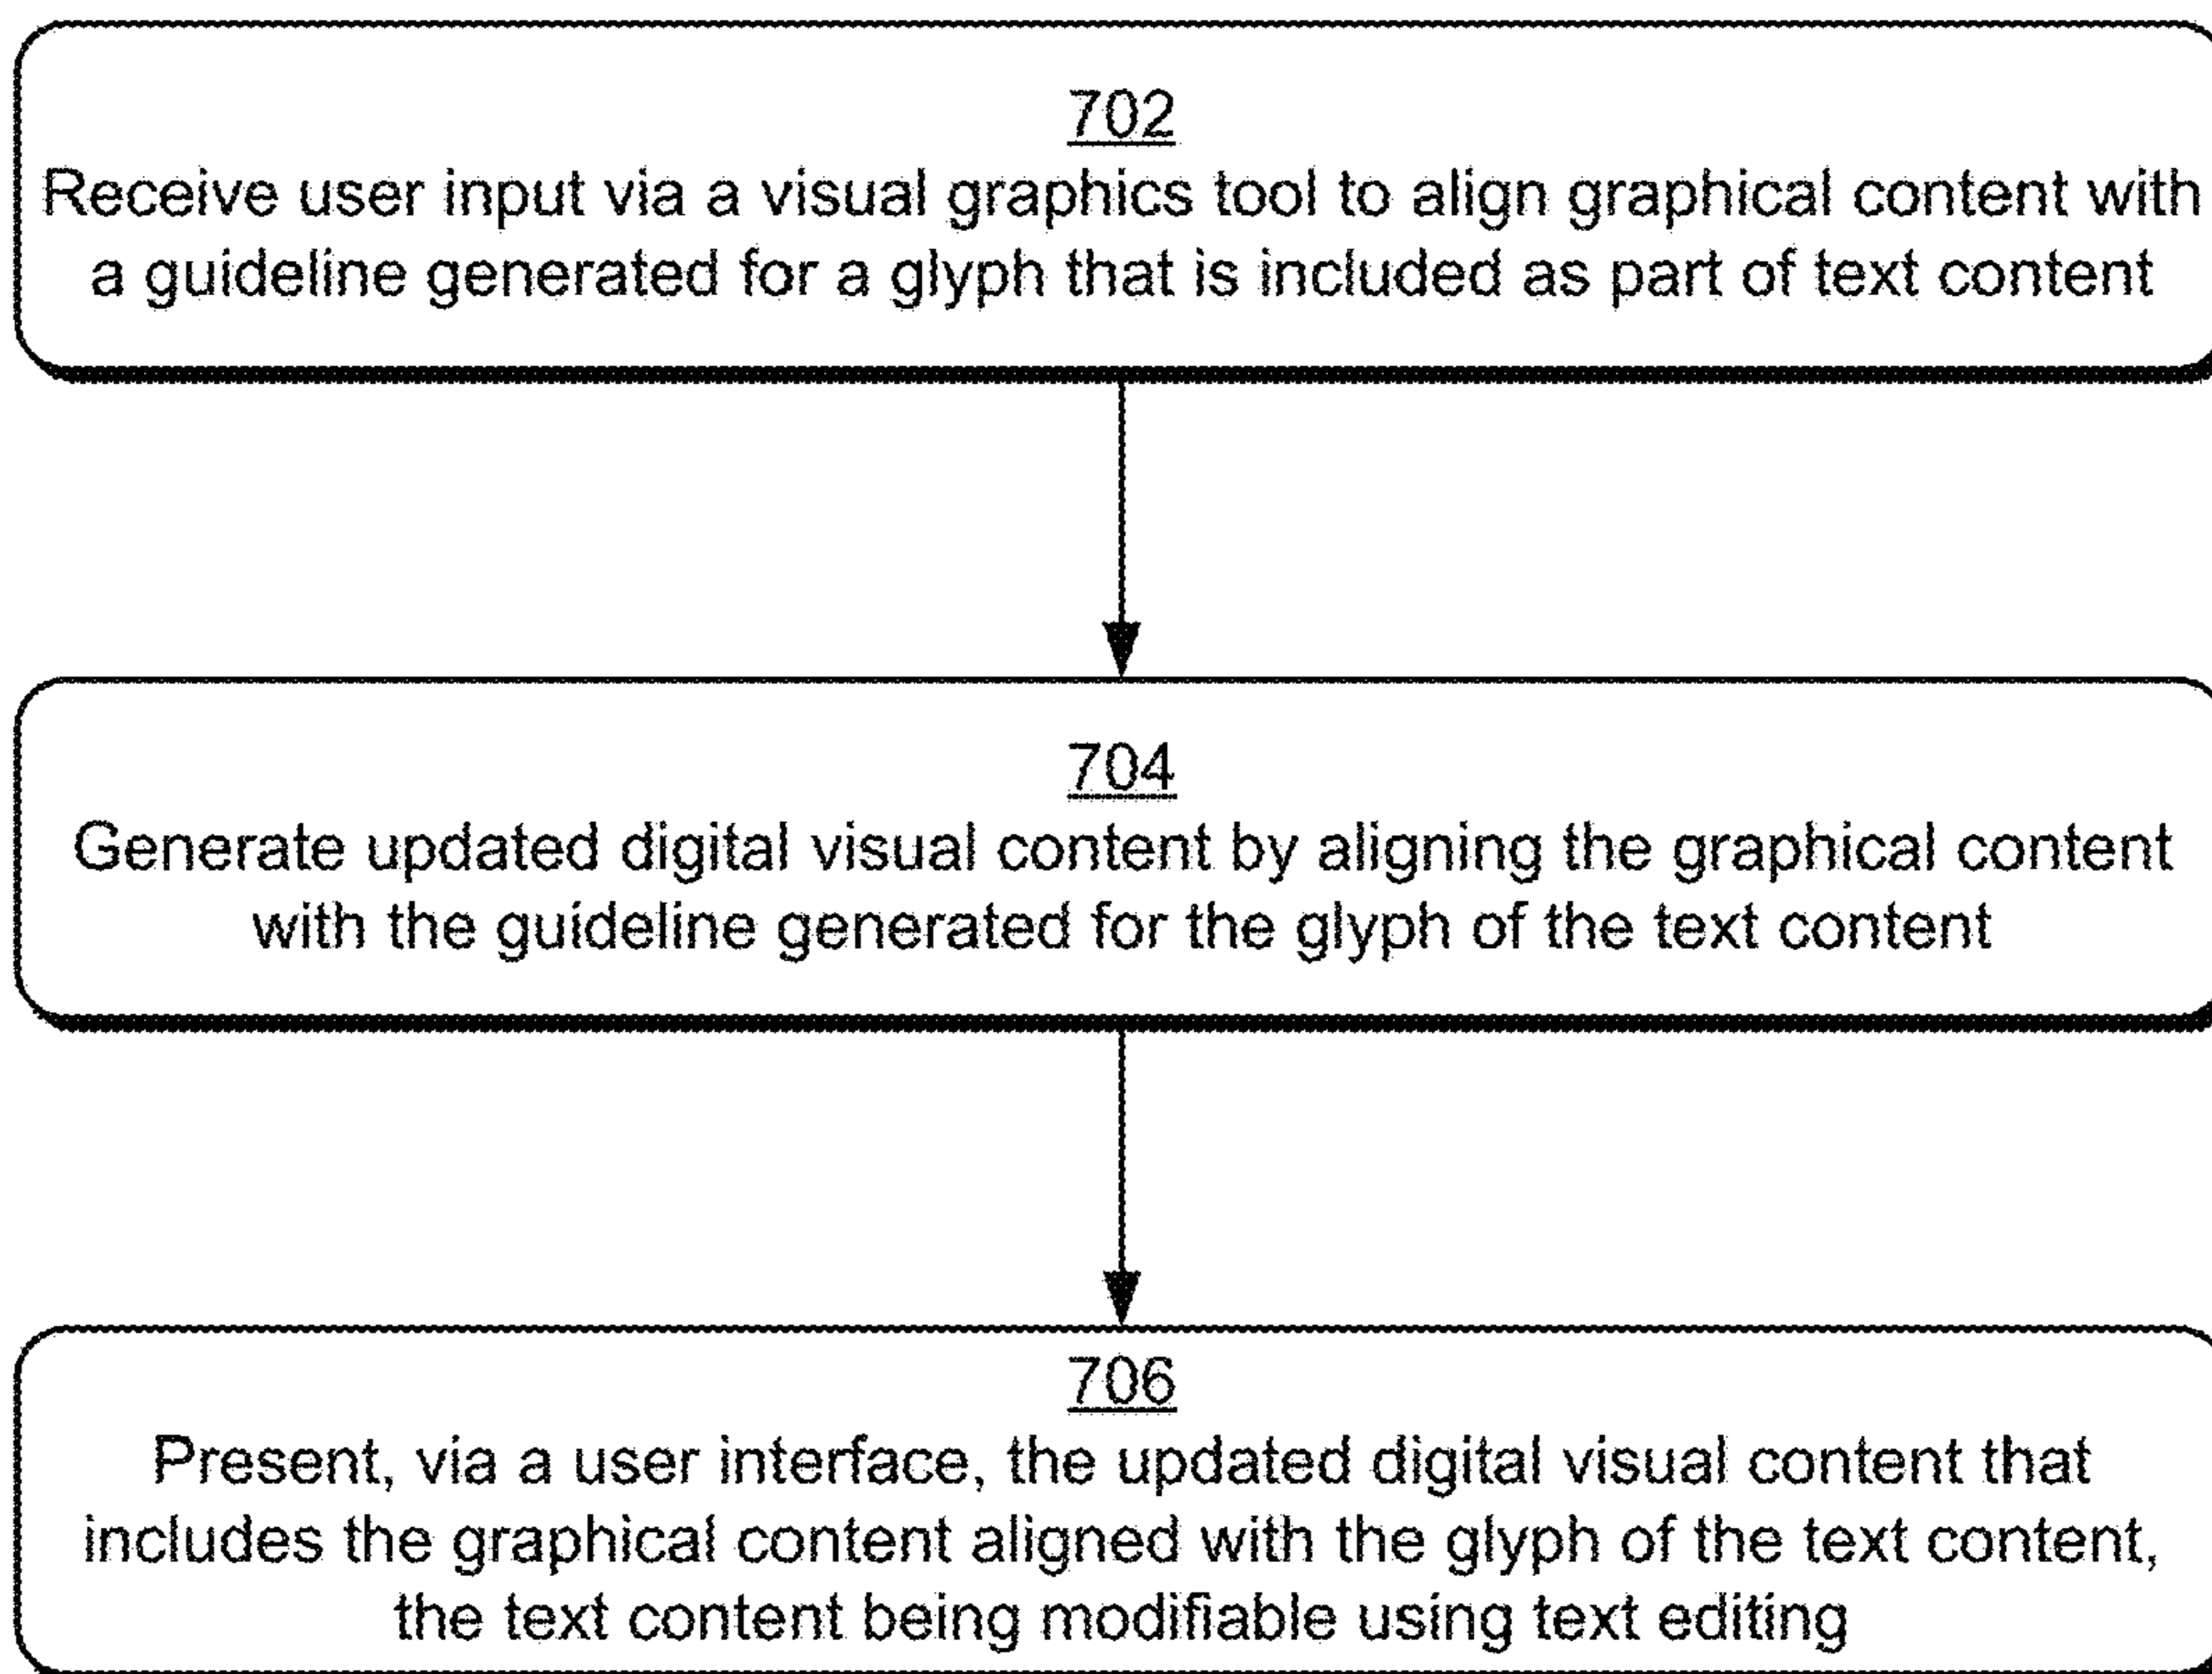 702
Receive user input via a visual graphics tool to align graphical content with
a guideline generated for a glyph that is included as part of text content
704
Generate updated digital visual content by aligning the graphical content
with the guideline generated for the glyph of the text content
706
Present, via a user interface, the updated digital visual content that
includes the graphical content aligned with the glyph of the text content,
the text content being modifiable using text editing